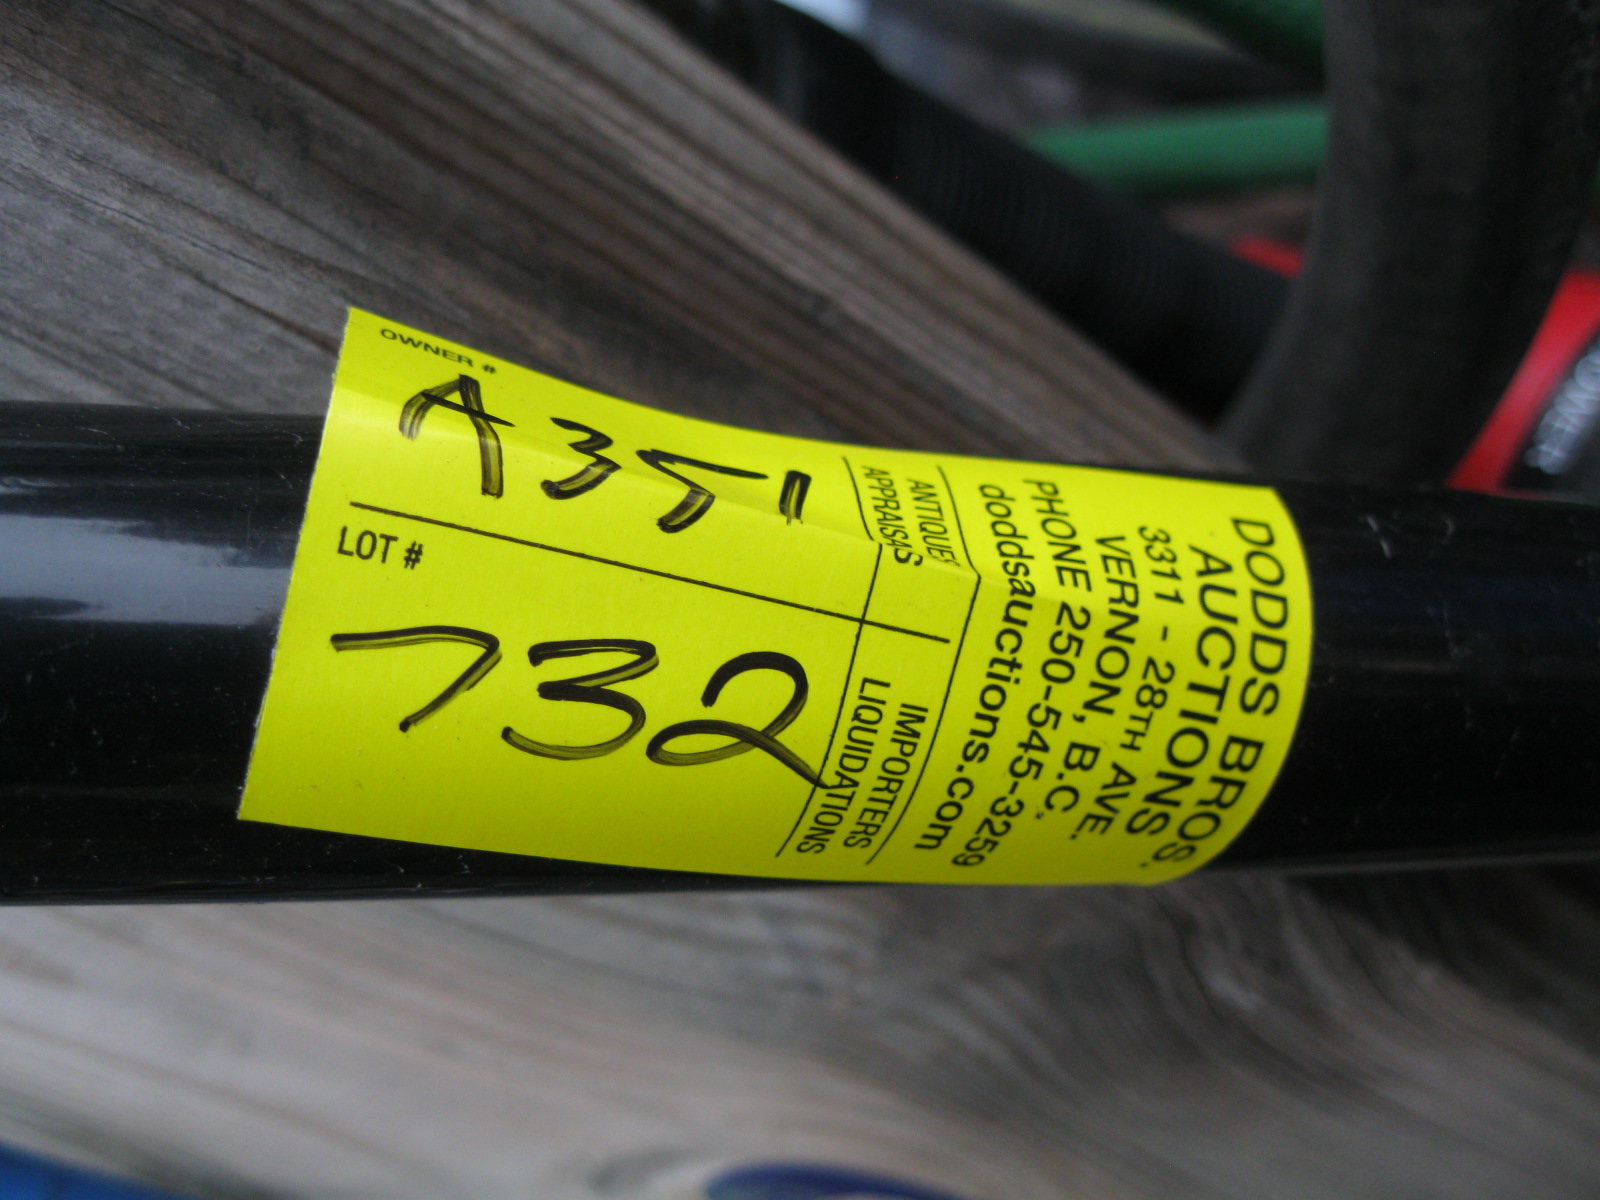 OWNER #
A351
LOT #
732
DODDS BROS.
AUCTIONS
3311 - 28TH AVE.
VERNON, B.C.
PHONE 250-545-3259
doddsauctions.com
ANTIQUES
APPRAISALS
IMPORTERS
LIQUIDATIONS